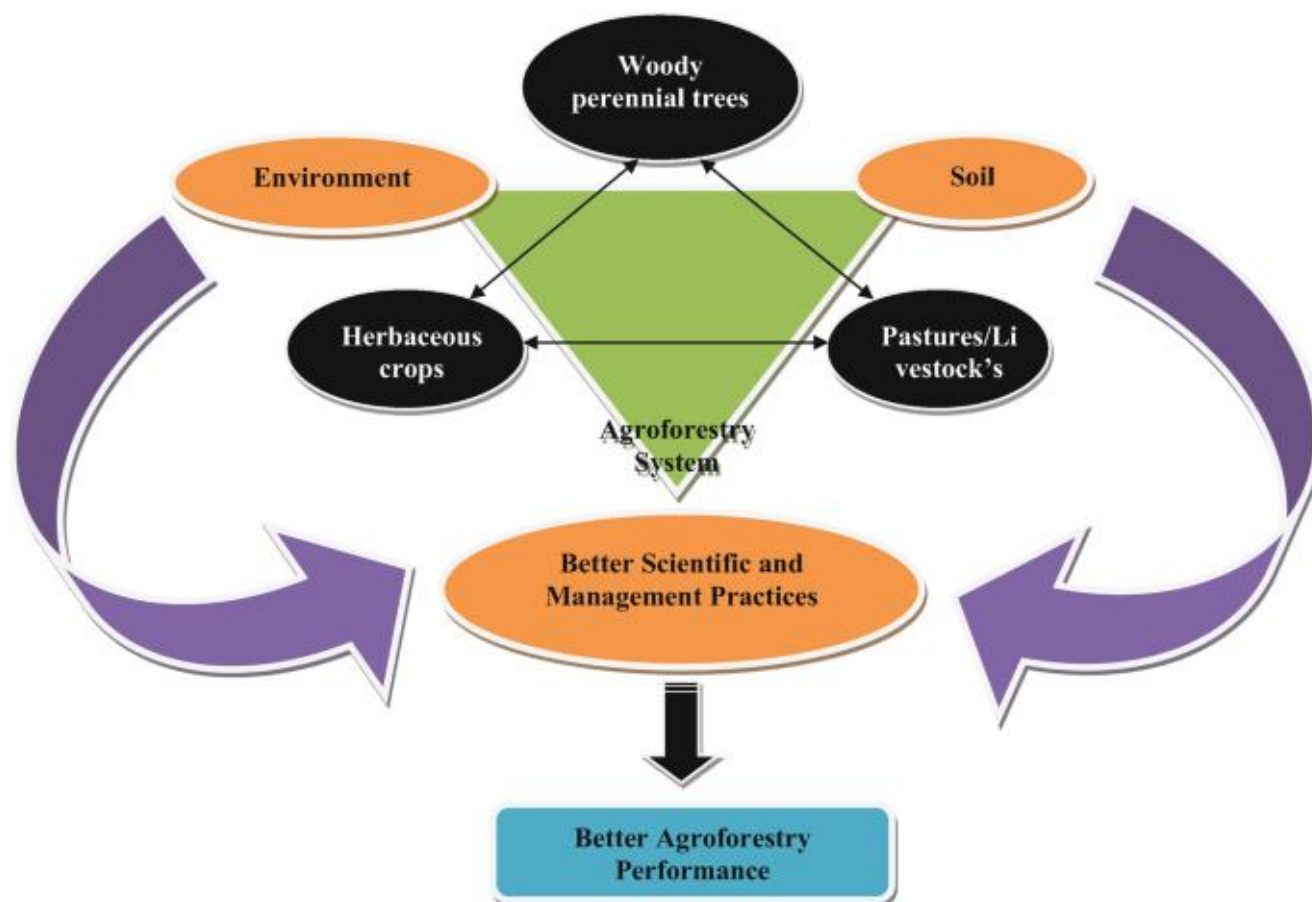 Woody
perennial trees
Environment
Soil
Herbaceous
crops
Pastures/Li
vestock's
Agroforestry
System
Better Scientific and
Management Practices
Better Agroforestry
Performance